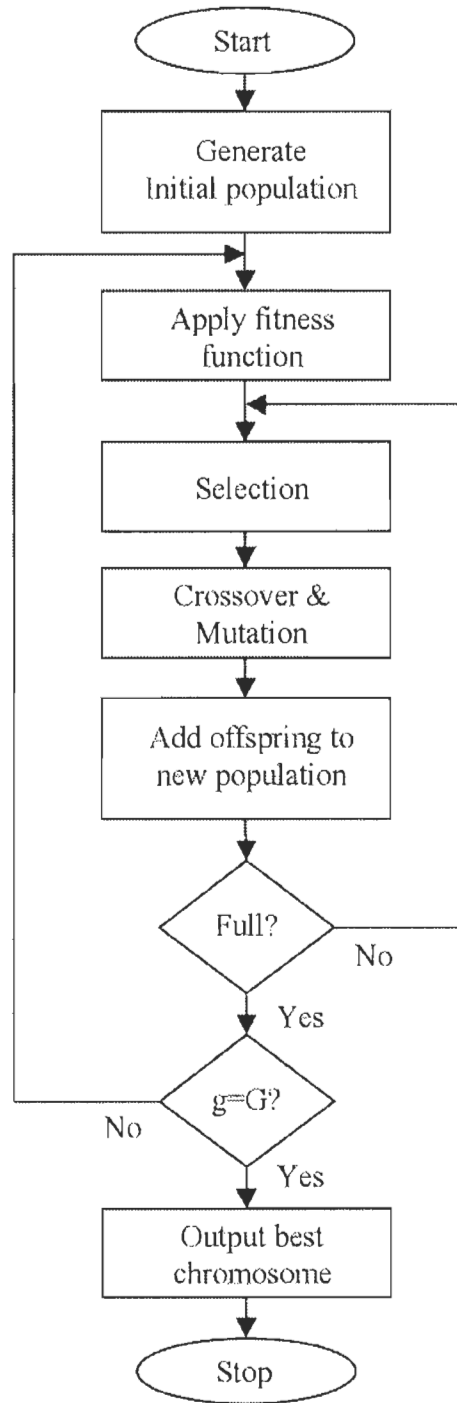 Start
Generate
Initial population
Apply fitness
function
Selection
Crossover &
Mutation
Add offspring to
new population
Full?
No
Yes
g=G?
No
Yes
Output best
chromosome
Stop